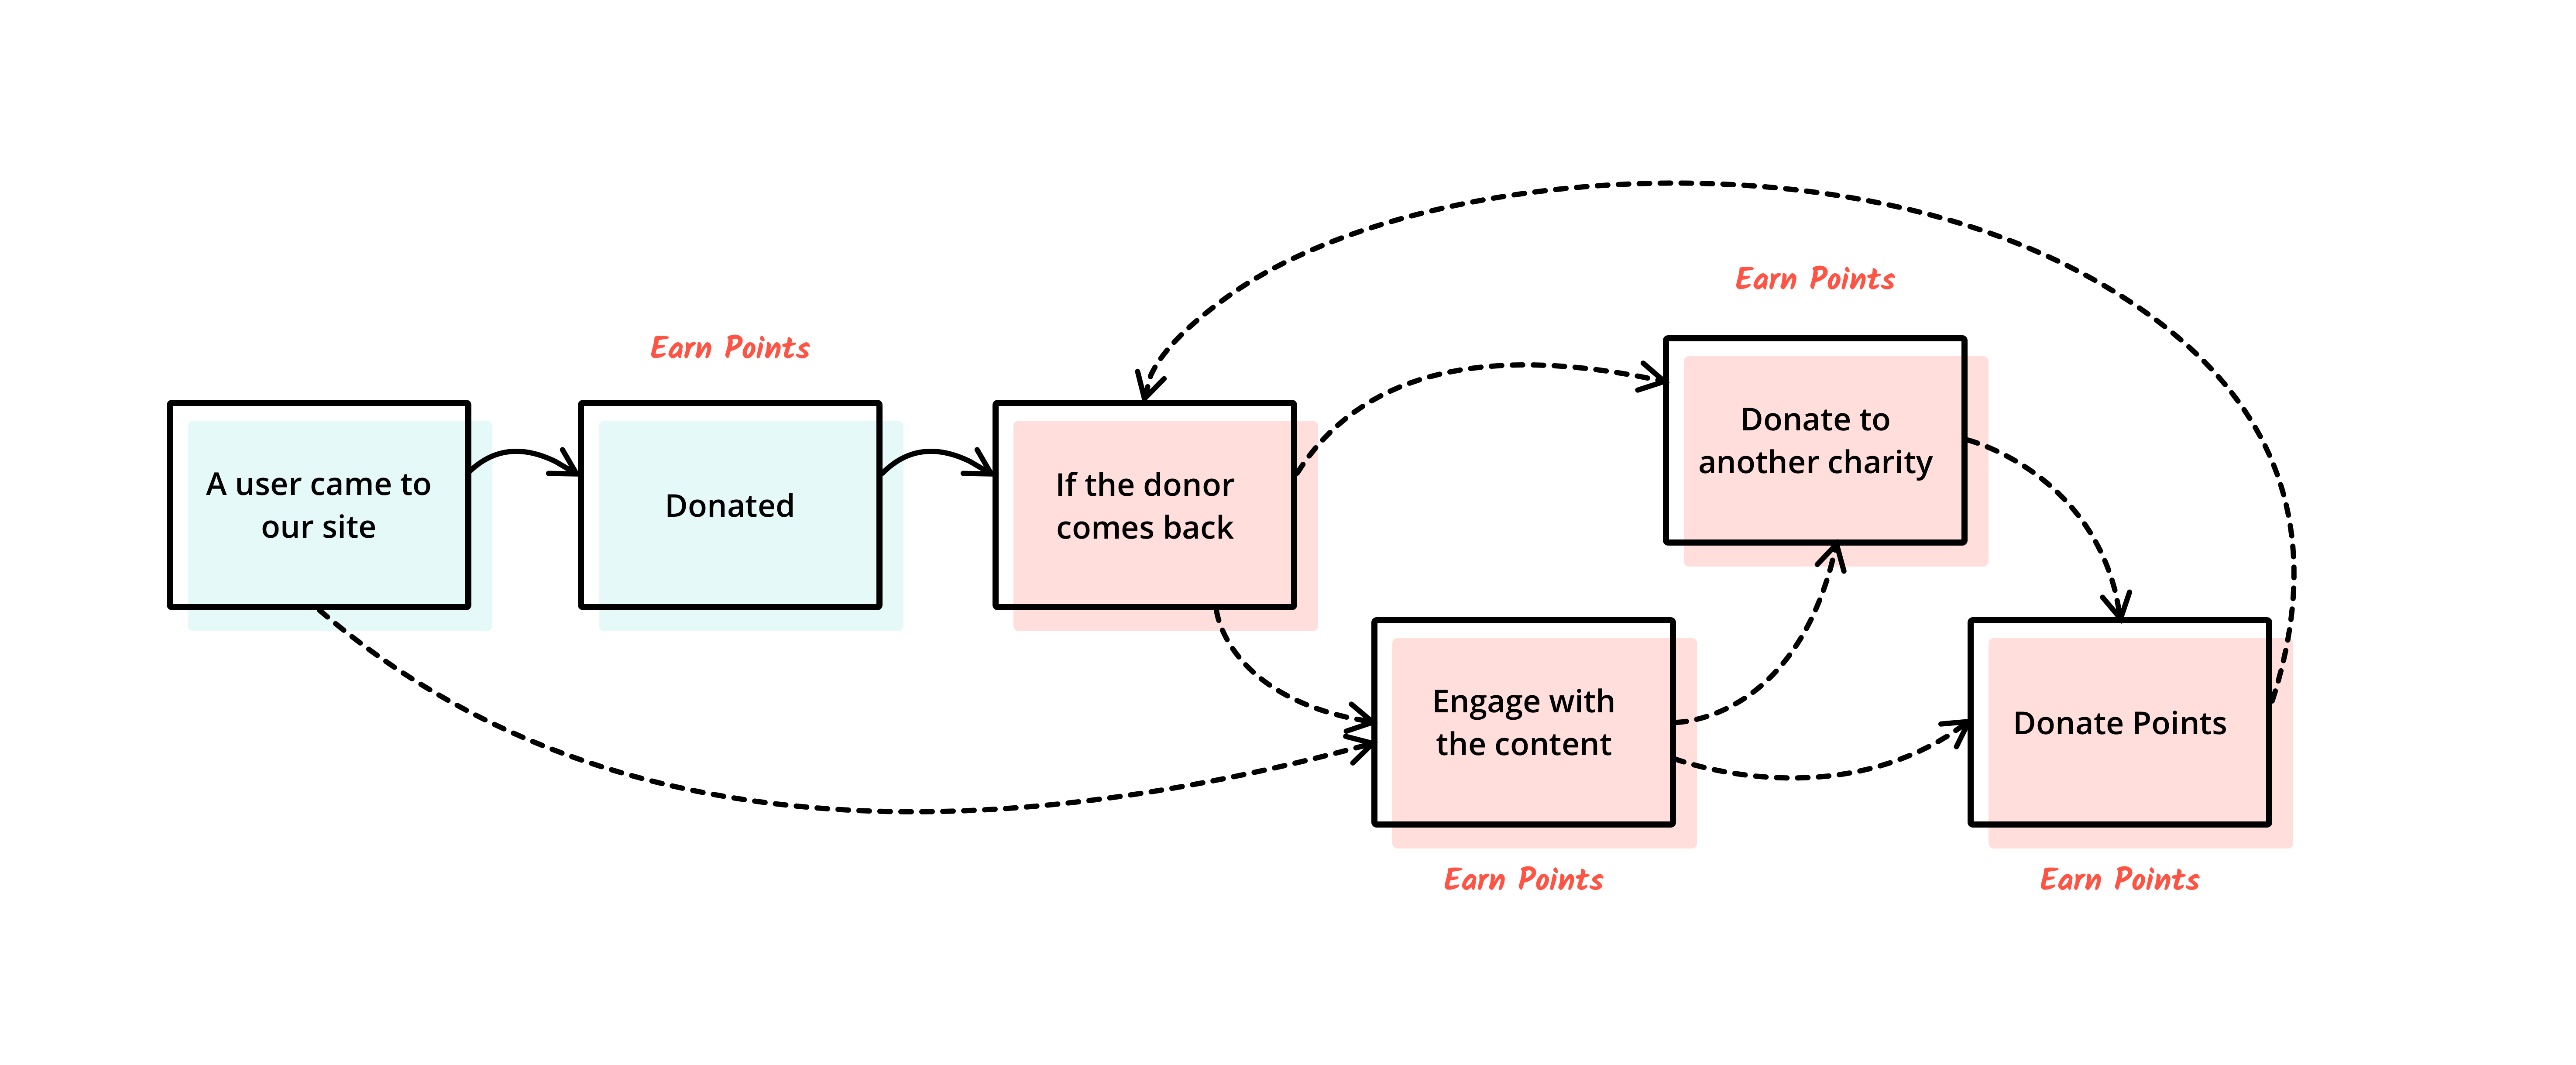 Earn Points
Earn Points
A user came to
our site
Donated
If the donor
comes back
Donate to
another charity
Engage with
the content
Donate Points
Earn Points
Earn Points